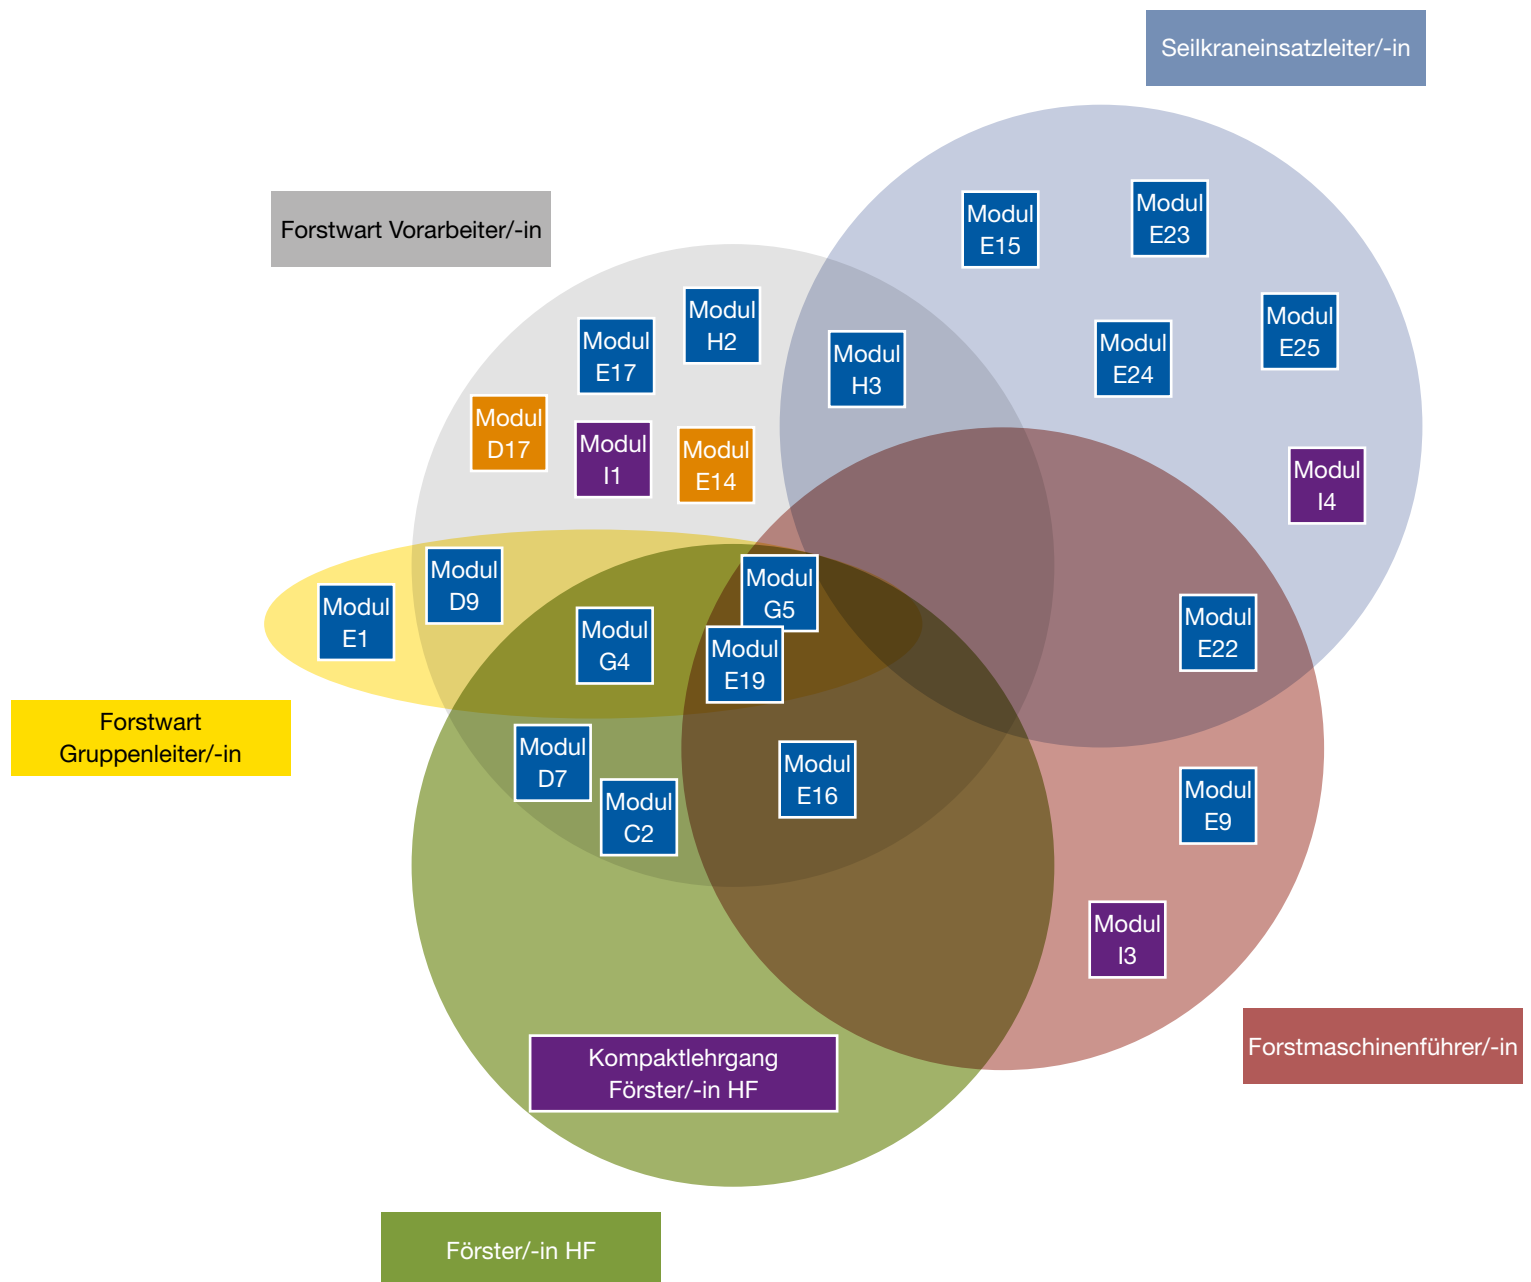 Seilkraneinsatzleiter/-in
Forstwart Vorarbeiter/-in
Modul
E15
Modul
E23
Modul
H2
Modul
E17
Modul
H3
Modul
E24
Modul
E25
Modul
D17
Modul
I1
Modul
E14
Modul
I4
Modul
D9
Modul
E1
Modul
G5
Modul
G4
Modul
E19
Modul
E22
Forstwart
Gruppenleiter/-in
Modul
D7
Modul
C2
Modul
E16
Modul
E9
Modul
I3
Kompaktlehrgang
Förster/-in HF
Forstmaschinenführer/-in
Förster/-in HF